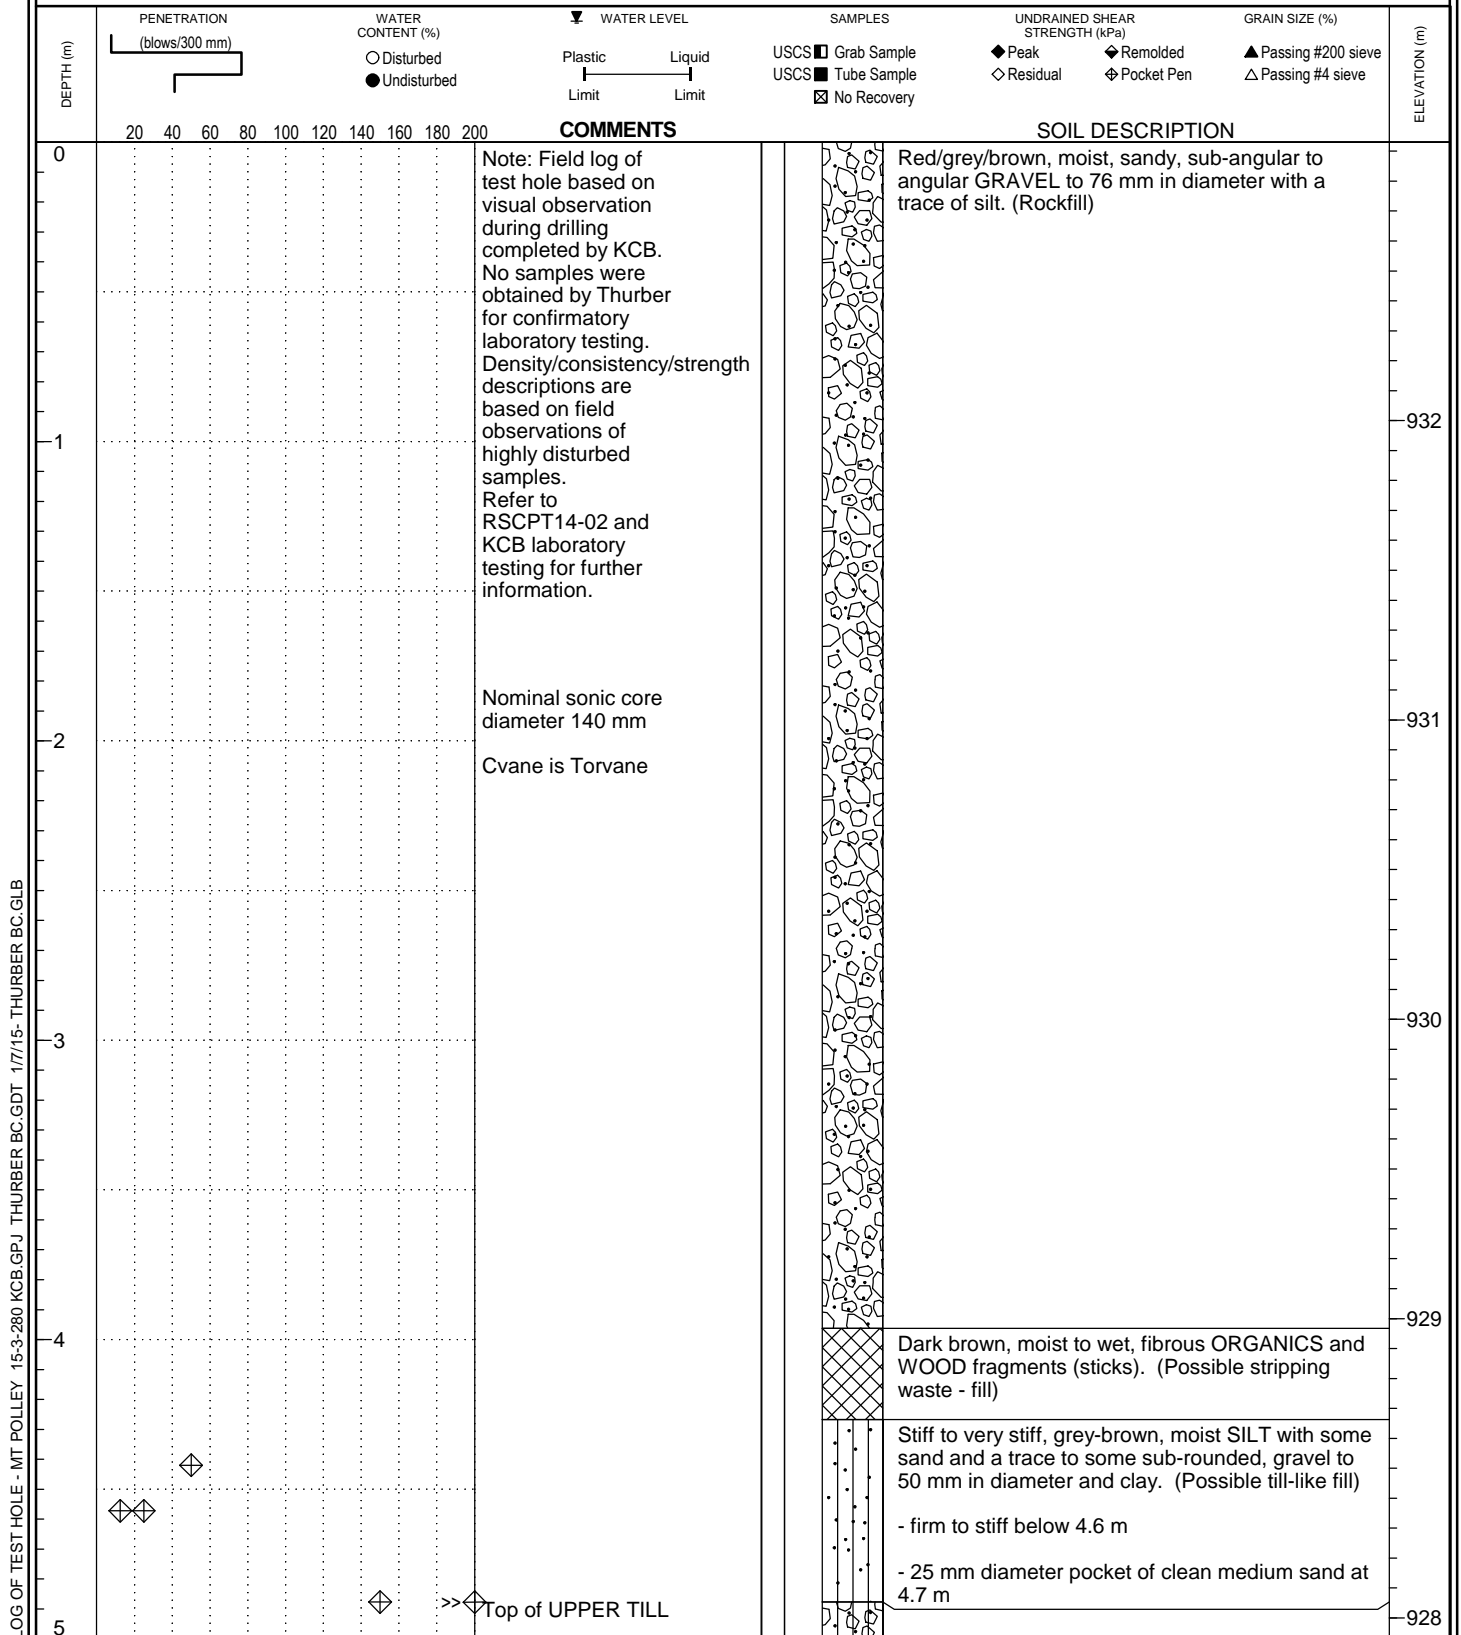 DEPTH (m)
PENETRATION
(blows/300 mm)
WATER
CONTENT (%)
Disturbed
Undisturbed
WATER LEVEL
Plastic Liquid
Limit Limit
SAMPLES
USCS Grab Sample
USCS Tube Sample
No Recovery
UNDRAINED SHEAR
STRENGTH (kPa)
Peak Remolded
Residual Pocket Pen
GRAIN SIZE (%)
Passing #200 sieve
Passing #4 sieve
ELEVATION (m)
20 40 60 80 100 120 140 160 180 200
COMMENTS
SOIL DESCRIPTION
0
1
2
3
4
5
Note: Field log of
test hole based on
visual observation
during drilling
completed by KCB.
No samples were
obtained by Thurber
for confirmatory
laboratory testing.
Density/consistency/strength
descriptions are
based on field
observations of
highly disturbed
samples.
Refer to
RSCPT14-02 and
KCB laboratory
testing for further
information.
Nominal sonic core
diameter 140 mm
Cvane is Torvane
>>
Top of UPPER TILL
Red/grey/brown, moist, sandy, sub-angular to
angular GRAVEL to 76 mm in diameter with a
trace of silt. (Rockfill)
Dark brown, moist to wet, fibrous ORGANICS and
WOOD fragments (sticks). (Possible stripping
waste - fill)
Stiff to very stiff, grey-brown, moist SILT with some
sand and a trace to some sub-rounded, gravel to
50 mm in diameter and clay. (Possible till-like fill)
- firm to stiff below 4.6 m
- 25 mm diameter pocket of clean medium sand at
4.7 m
932
931
930
929
928
LOG OF TEST HOLE - MT POLLEY 15-3-280 KCB.GPJ THURBER BC.GDT 1/7/15- THURBER BC.GLB